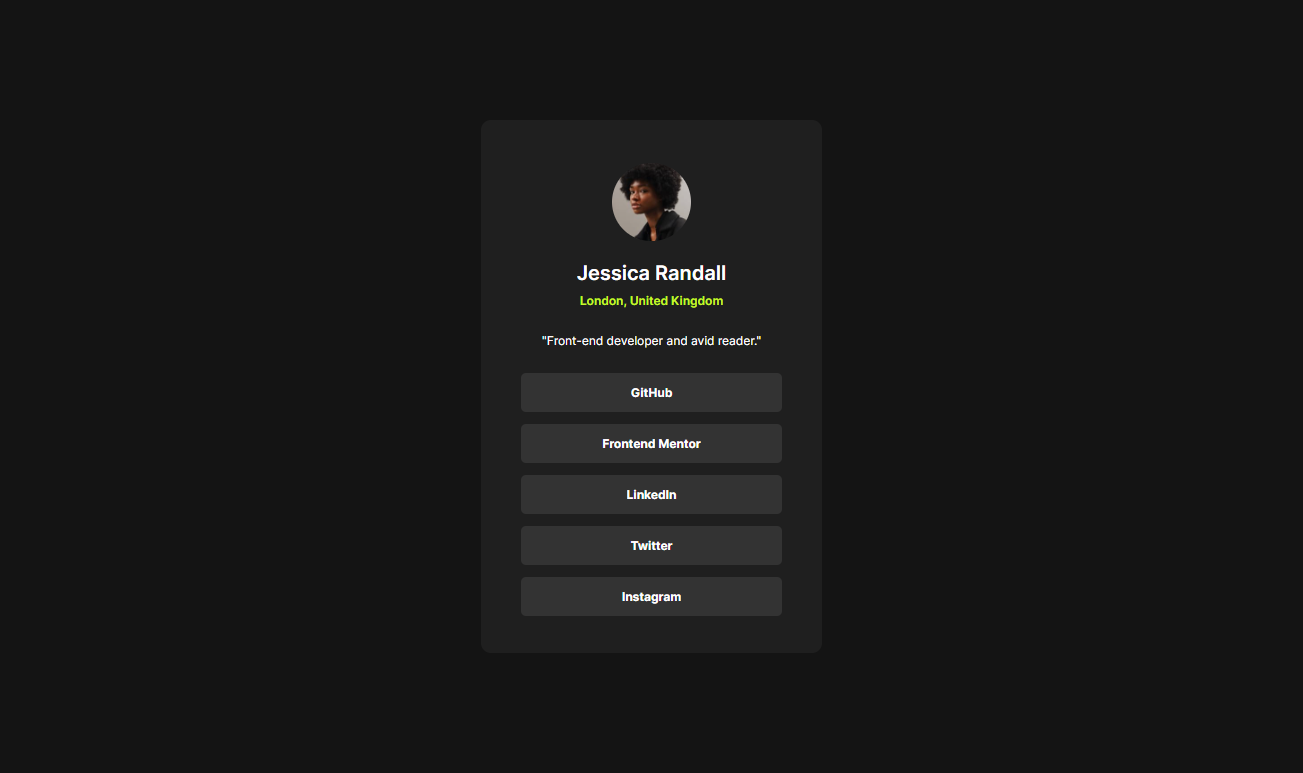 Jessica Randall
London, United Kingdom
"Front-end developer and avid reader."
GitHub
Frontend Mentor
LinkedIn
Twitter
Instagram